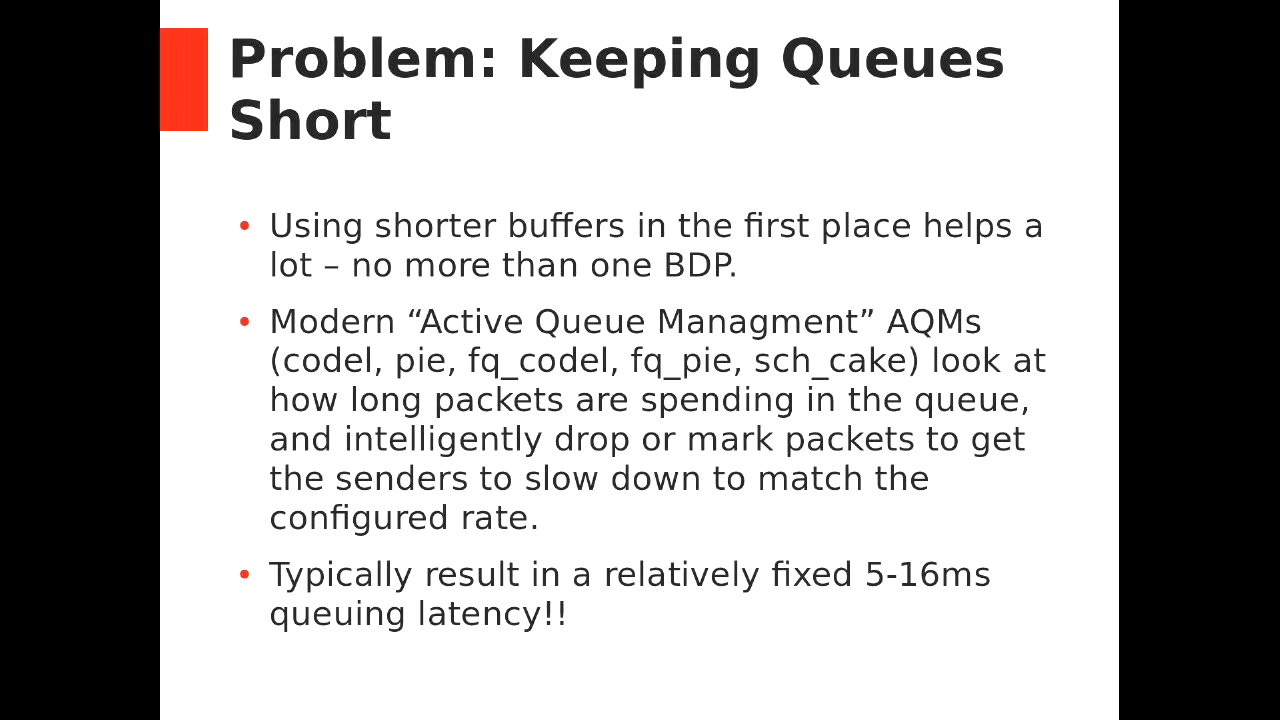 Problem: Keeping Queues
Short
• Using shorter buffers in the first place helps a
lot – no more than one BDP.
• Modern “Active Queue Managment” AQMs
(codel, pie, fq_codel, fq_pie, sch_cake) look at
how long packets are spending in the queue,
and intelligently drop or mark packets to get
the senders to slow down to match the
configured rate.
• Typically result in a relatively fixed 5-16ms
queuing latency!!